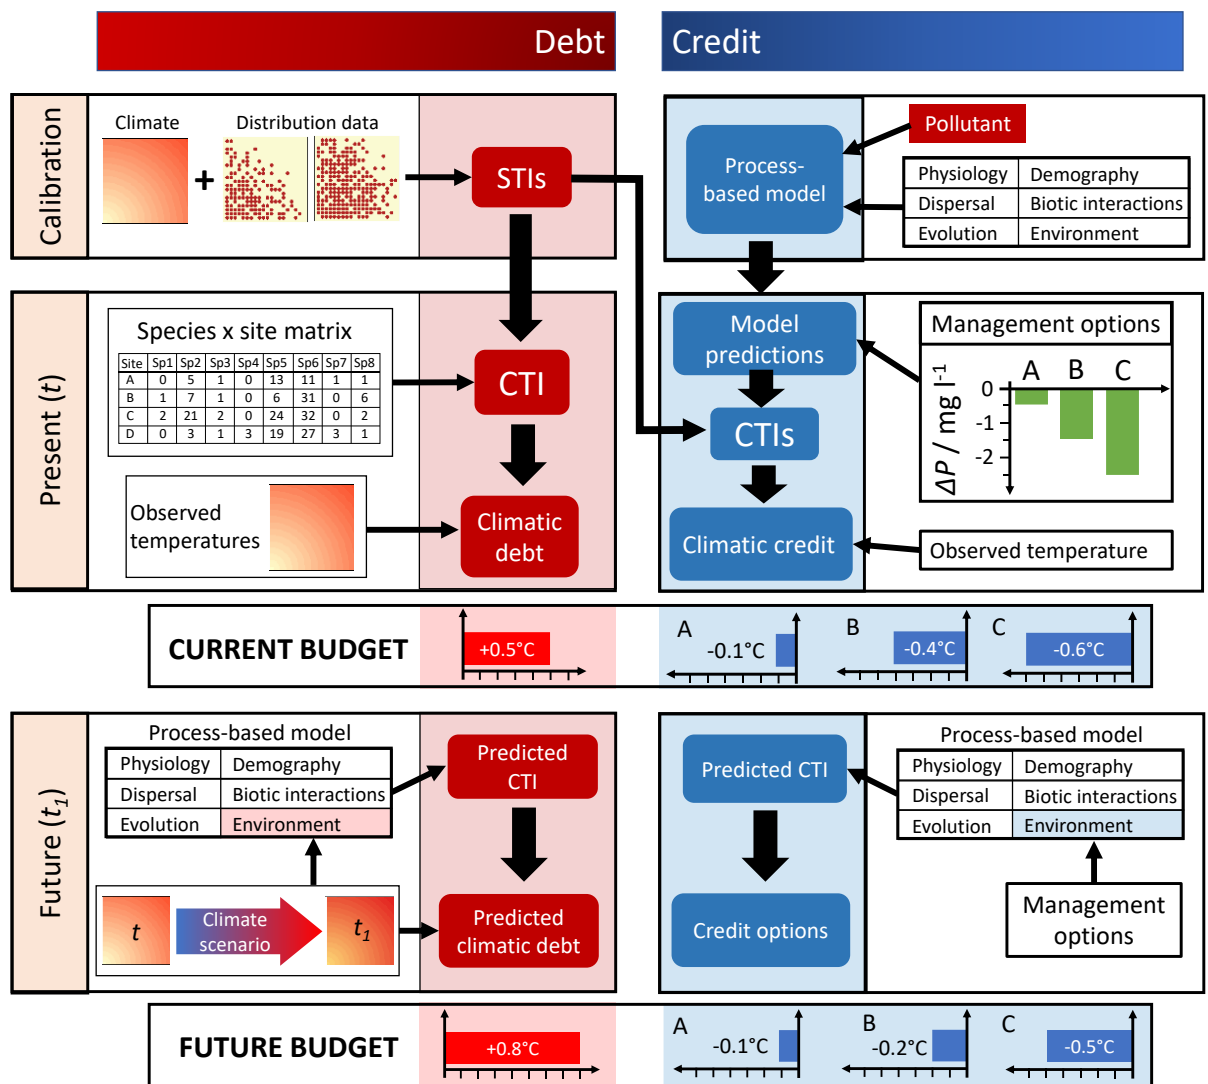 Debt
Credit
Calibration
Climate
Distribution data
+
STIs
Process-
based model
Pollutant
Physiology Demography
Dispersal Biotic interactions
Evolution Environment
Present (t)
Species x site matrix
Site Sp1 Sp2 Sp3 Sp4 Sp5 Sp6 Sp7 Sp8
A 0 5 1 0 13 11 1 1
B 1 7 1 0 6 31 0 6
C 2 21 2 0 24 32 0 2
D 0 3 1 3 19 27 3 1
CTI
Observed
temperatures
Climatic
debt
Model
predictions
CTIs
Climatic credit
Management options
A B C
0
-1
-2
ΔP / mg l-1
Observed temperature
CURRENT BUDGET
+0.5°C
A
-0.1°C
B
-0.4°C
C
-0.6°C
Future (t1)
Process-based model
Physiology Demography
Dispersal Biotic interactions
Evolution Environment
t
Climate
scenario
t1
Predicted
CTI
Predicted
climatic debt
Predicted CTI
Credit options
Process-based model
Physiology Demography
Dispersal Biotic interactions
Evolution Environment
Management
options
FUTURE BUDGET
+0.8°C
A
-0.1°C
B
-0.2°C
C
-0.5°C